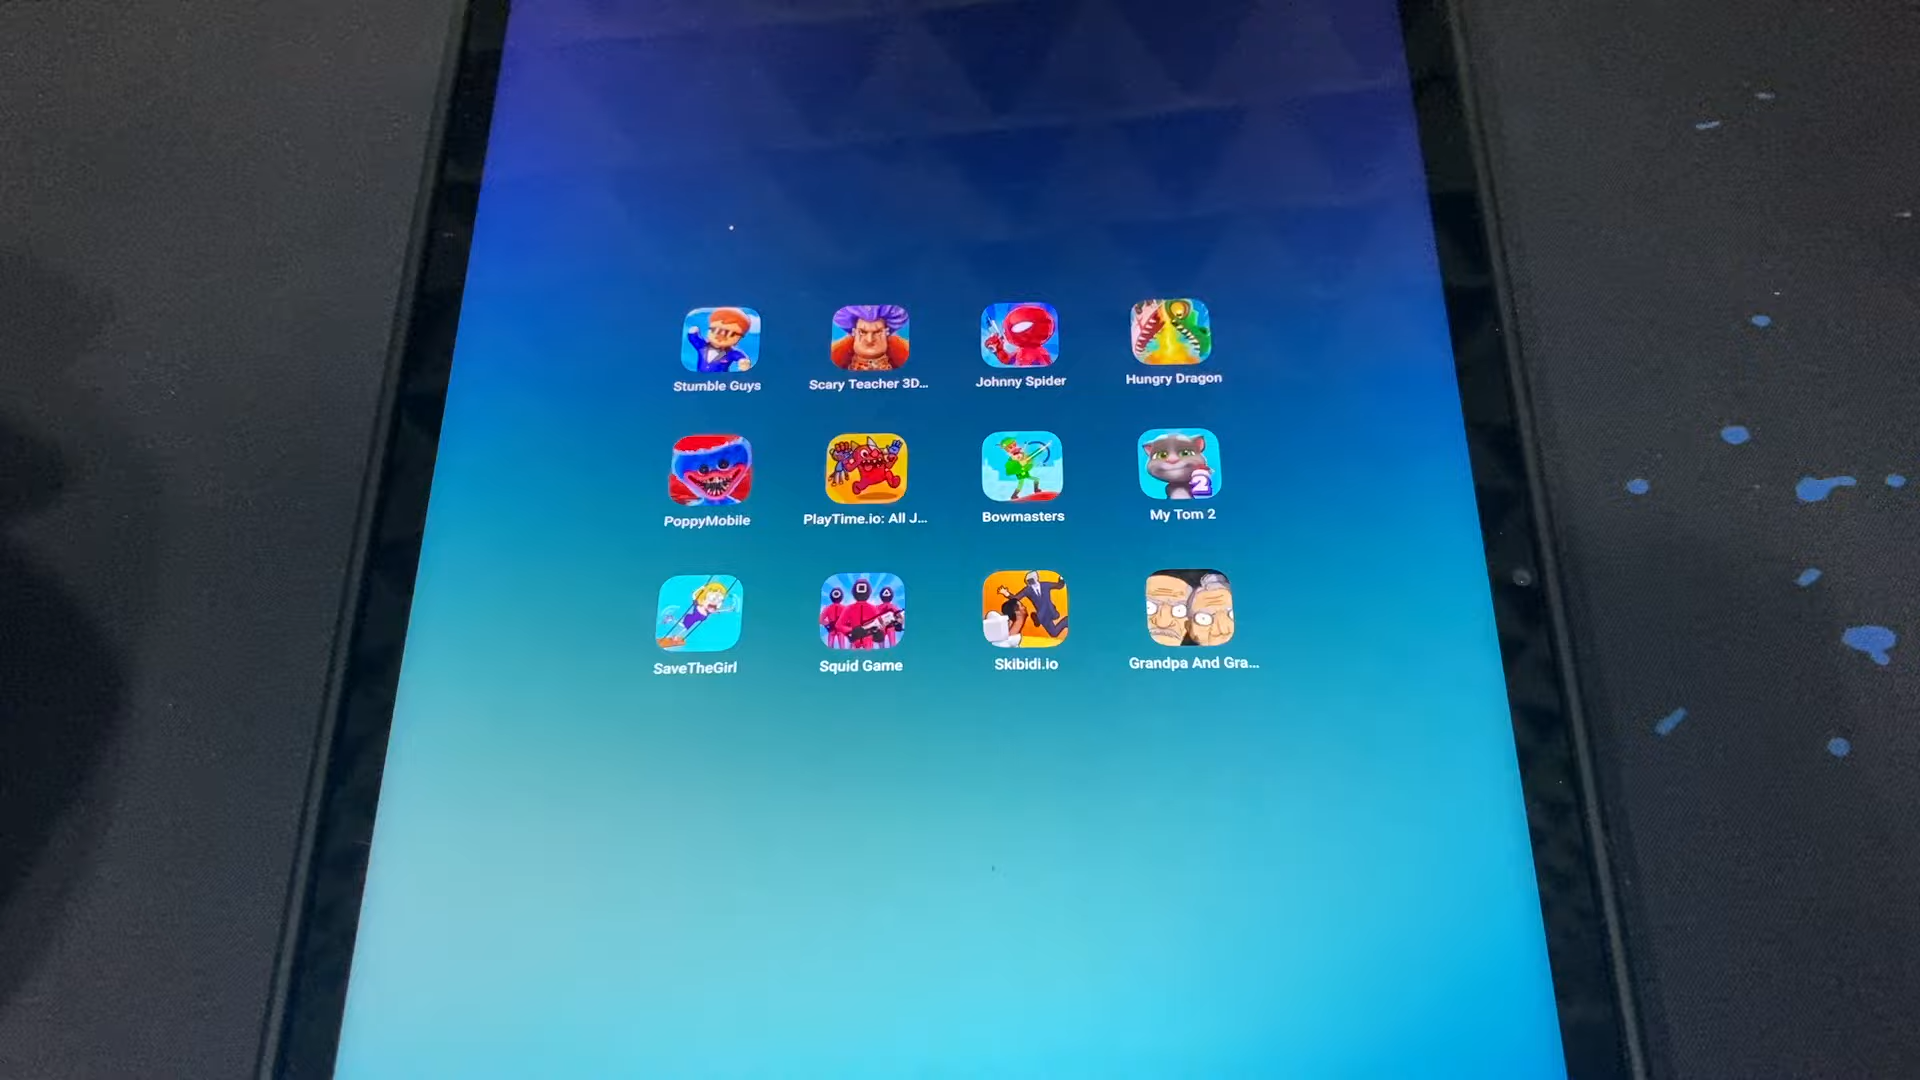 Stumble Guys
Scary Teacher 3D...
Johnny Spider
Hungry Dragon
PoppyMobile
PlayTime.io: All J...
Bowmasters
2
My Tom 2
SaveTheGirl
Squid Game
Skibidi.io
Grandpa And Gra...